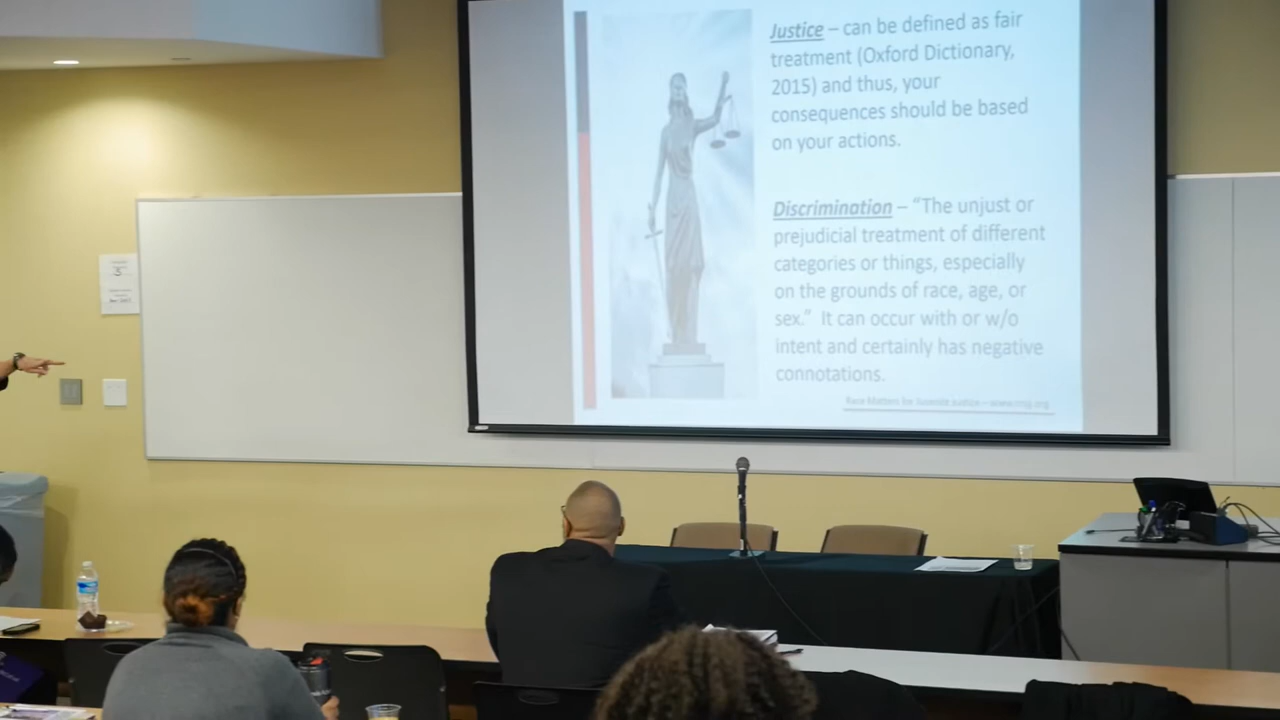 Justice – can be defined as fair
treatment (Oxford Dictionary,
2015) and thus, your
consequences should be based
on your actions.
Discrimination – “The unjust or
prejudicial treatment of different
categories or things, especially
on the grounds of race, age, or
sex.” It can occur with or w/o
intent and certainly has negative
connotations.
Race Matters for Juvenile Justice – www.rmjj.org